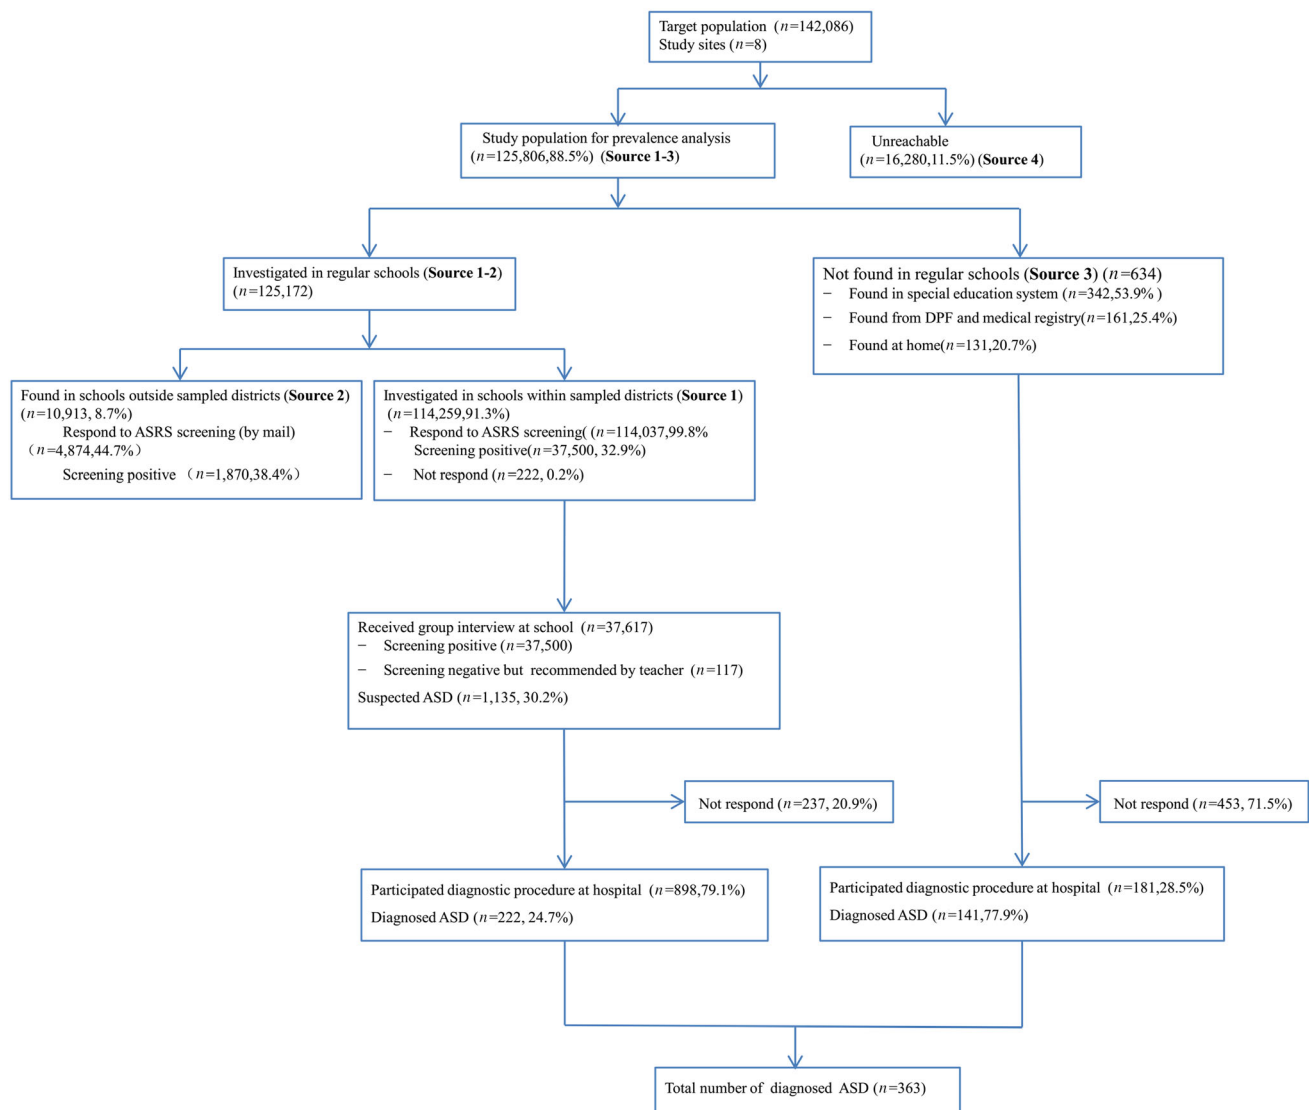 Target population (n=142,086)
Study sites (n=8)
Study population for prevalence analysis
(n=125,806,88.5%) (Source 1-3)
Unreachable
(n=16,280,11.5%) (Source 4)
Investigated in regular schools (Source 1-2)
(n=125,172)
Not found in regular schools (Source 3) (n=634)
− Found in special education system (n=342,53.9% )
− Found from DPF and medical registry(n=161,25.4%)
− Found at home(n=131,20.7%)
Found in schools outside sampled districts (Source 2)
(n=10,913, 8.7%)
Respond to ASRS screening (by mail)
（n=4,874,44.7%）
Screening positive （n=1,870,38.4%）
Investigated in schools within sampled districts (Source 1)
(n=114,259,91.3%)
− Respond to ASRS screening( (n=114,037,99.8%
Screening positive(n=37,500, 32.9%)
− Not respond (n=222, 0.2%)
Received group interview at school (n=37,617)
− Screening positive (n=37,500)
− Screening negative but recommended by teacher (n=117)
Suspected ASD (n=1,135, 30.2%)
Not respond (n=237, 20.9%)
Not respond (n=453, 71.5%)
Participated diagnostic procedure at hospital (n=898,79.1%)
Diagnosed ASD (n=222, 24.7%)
Participated diagnostic procedure at hospital (n=181,28.5%)
Diagnosed ASD (n=141,77.9%)
Total number of diagnosed ASD (n=363)